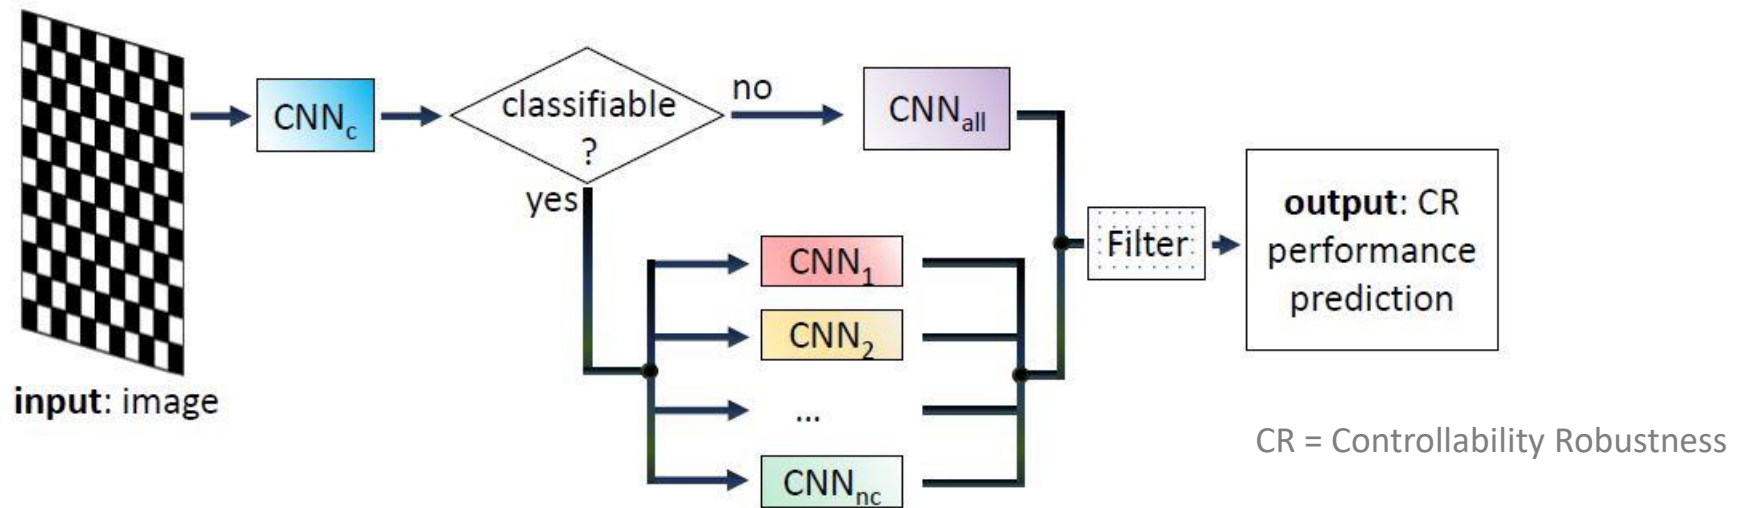 input: image
CNNc
classifiable
?
no
yes
CNNall
CNN1
CNN2
...
CNNnc
Filter
output: CR
performance
prediction
CR = Controllability Robustness